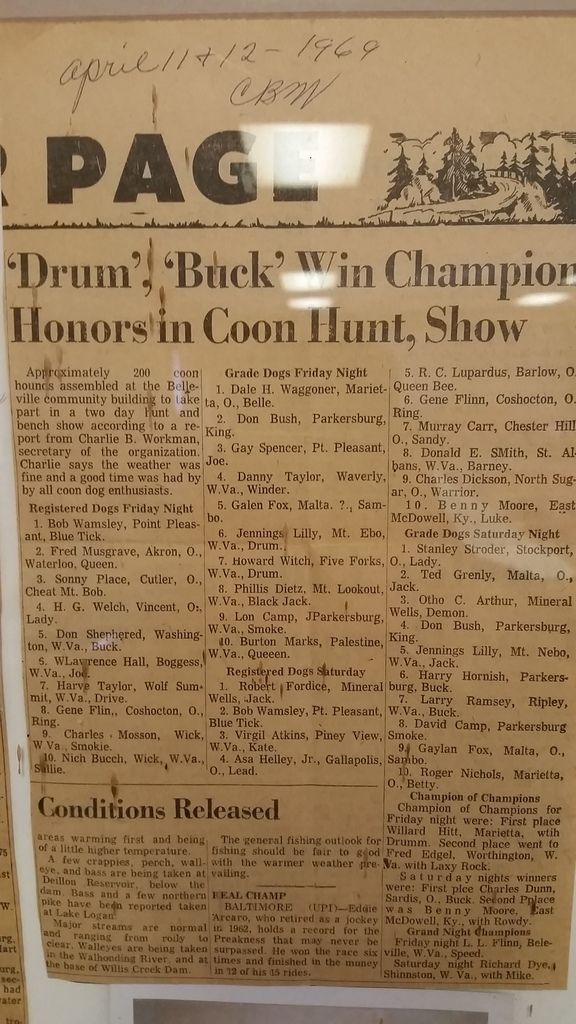 april 11 + 12 - 1969
CBW
PAGE
'Drum', 'Buck' Win Champion
Honors in Coon Hunt, Show
Approximately 200 coon
hounds assembled at the Belle-
ville community building to take
part in a two day hunt and
bench show according to a re-
port from Charlie B. Workman,
secretary of the organization.
Charlie says the weather was
fine and a good time was had by
by all coon dog enthusiasts.
Registered Dogs Friday Night
1. Bob Wamsley, Point Pleas-
ant, Blue Tick.
2. Fred Musgrave, Akron, O.,
Waterloo, Queen.
3. Sonny Place, Cutler, O.,
Cheat Mt. Bob.
4. H. G. Welch, Vincent, O.,
Lady.
5. Don Shepherd, Washing-
ton, W.Va., Buck.
6. WLawrence Hall, Boggess,
W.Va., Joe.
7. Harve Taylor, Wolf Sum-
mit, W.Va., Drive.
8. Gene Flin,, Coshocton, O.,
Ring.
9. Charles Mosson, Wick,
W Va., Smokie.
10. Nich Bucch, Wick, W.Va.,
Sallie.
Grade Dogs Friday Night
1. Dale H. Waggoner, Mariet-
ta, O., Belle.
2. Don Bush, Parkersburg,
King.
3. Gay Spencer, Pt. Pleasant,
Joe.
4. Danny Taylor, Waverly,
W.Va., Winder.
5. Galen Fox, Malta. ?., Sam-
bo.
6. Jennings Lilly, Mt. Ebo,
W.Va., Drum.
7. Howard Witch, Five Forks,
W.Va., Drum.
8. Phillis Dietz, Mt. Lookout,
W.Va., Black Jack.
9. Lon Camp, JParkersburg,
W.Va., Smoke.
10. Burton Marks, Palestine,
W.Va., Queeen.
Registered Dogs Saturday
1. Robert Fordice, Mineral
Wells, Jack.
2. Bob Wamsley, Pt. Pleasant,
Blue Tick.
3. Virgil Atkins, Piney View,
W.Va., Kate.
4. Asa Helley, Jr., Gallapolis,
O., Lead.
5. R. C. Lupardus, Barlow, O.
Queen Bee.
6. Gene Flinn, Coshocton, O.
Ring.
7. Murray Carr, Chester Hill
O., Sandy.
8. Donald E. SMith, St. Al-
bans, W.Va., Barney.
9. Charles Dickson, North Sug-
ar, O., Warrior.
10. Benny Moore, East
McDowell, Ky., Luke.
Grade Dogs Saturday Night
1. Stanley Stroder, Stockport,
O., Lady.
2. Ted Grenly, Malta, O.,
Jack.
3. Otho C. Arthur, Mineral
Wells, Demon.
4. Don Bush, Parkersburg,
King.
5. Jennings Lilly, Mt. Nebo,
W.Va., Jack.
6. Harry Hornish, Parkers-
burg, Buck.
7. Larry Ramsey, Ripley,
W.Va., Buck.
8. David Camp, Parkersburg
Smoke.
9. Gaylan Fox, Malta, O.,
Sambo.
10. Roger Nichols, Marietta,
O., Betty.
Champion of Champions
Champion of Champions for
Friday night were: First place
Willard Hitt, Marietta, wtih
Drumm. Second place went to
Fred Edgel, Worthington, W.
Va. with Laxy Rock.
Saturday nights winners
were: First plce Charles Dunn,
Sardis, O., Buck. Second Pplace
was Benny Moore, East
McDowell, Ky., with Rowdy.
Grand Night Champions
Friday night L. L. Flinn, Bele-
ville, W.Va., Speed.
Saturday night Richard Dye,
Shinnston, W. Va., with Mike.
Conditions Released
areas warming first and being
of a little higher temperature.
A few crappies, perch, wall-
eye, and bass are being taken at
Deillon Reservoir, below the
dam. Bass and a few northern
pike have been reported taken
at Lake Logan.
Major streams are normal
and ranging from roily to
clear. Walleyes are being taken
in the Walhonding River, and at
the base of Willis Creek Dam.
The general fishing outlook for
fishing should be fair to good
with the warmer weather pre-
vailing.
REAL CHAMP
BALTIMORE (UPI)—Eddie
Arcaro, who retired as a jockey
in 1962, holds a record for the
Preakness that may never be
surpassed. He won the race six
times and finished in the money
in 12 of his 15 rides.